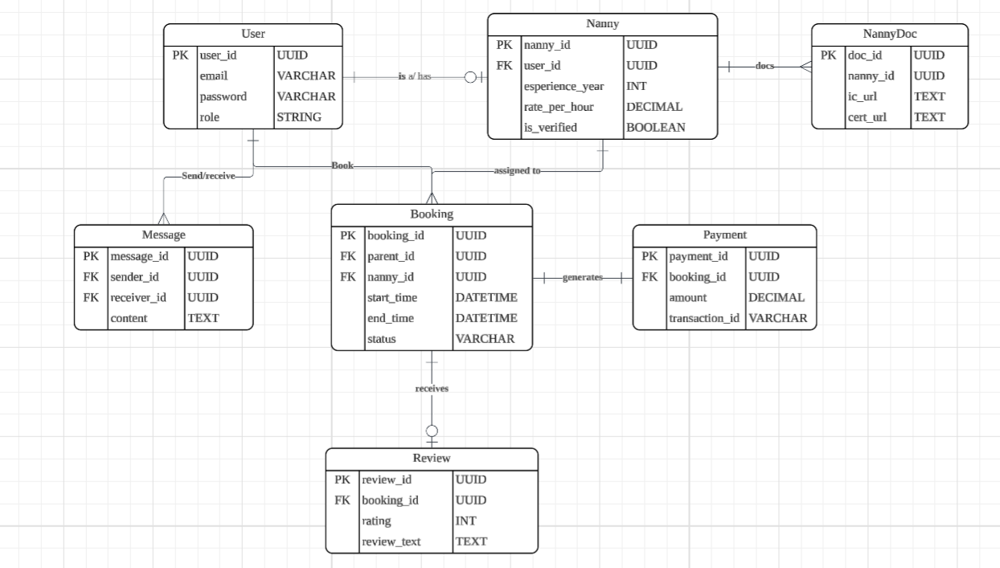 User
PK user_id UUID
email VARCHAR
password VARCHAR
role STRING
is a/ has
Nanny
PK nanny_id UUID
FK user_id UUID
esperience_year INT
rate_per_hour DECIMAL
is_verified BOOLEAN
docs
NannyDoc
PK doc_id UUID
nanny_id UUID
ic_url TEXT
cert_url TEXT
Send/receive
Book
assigned to
Message
PK message_id UUID
FK sender_id UUID
FK receiver_id UUID
content TEXT
Booking
PK booking_id UUID
FK parent_id UUID
FK nanny_id UUID
start_time DATETIME
end_time DATETIME
status VARCHAR
generates
Payment
PK payment_id UUID
FK booking_id UUID
amount DECIMAL
transaction_id VARCHAR
receives
Review
PK review_id UUID
FK booking_id UUID
rating INT
review_text TEXT